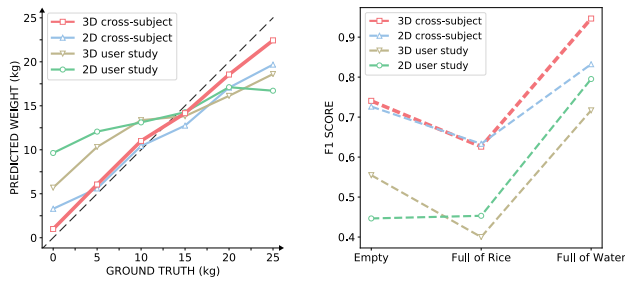 3D cross-subject
2D cross-subject
3D user study
2D user study
PREDICTED WEIGHT (kg)
25
20
15
10
5
0
0 5 10 15 20 25
GROUND TRUTH (kg)
3D cross-subject
2D cross-subject
3D user study
2D user study
F1 SCORE
0.9
0.8
0.7
0.6
0.5
0.4
Empty Full of Rice Full of Water